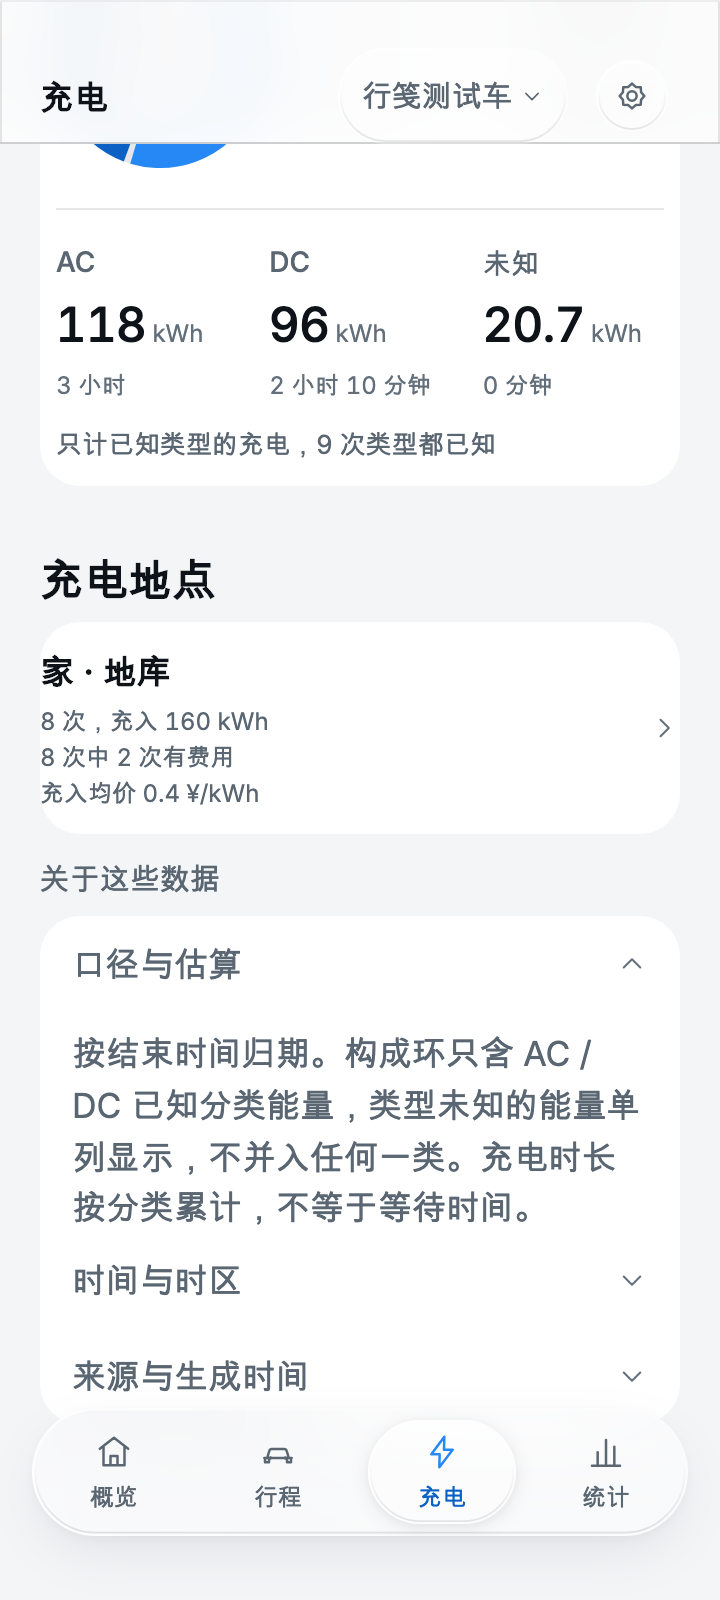 充电
行笺测试车
AC DC 未知
118 kWh 96 kWh 20.7 kWh
3 小时 2 小时 10 分钟 0 分钟
只计已知类型的充电，9 次类型都已知
充电地点
家 · 地库
8 次，充入 160 kWh
8 次中 2 次有费用
充入均价 0.4 ¥/kWh
关于这些数据
口径与估算
按结束时间归期。构成环只含 AC /
DC 已知分类能量，类型未知的能量单
列显示，不并入任何一类。充电时长
按分类累计，不等于等待时间。
时间与时区
来源与生成时间
概览 行程 充电 统计